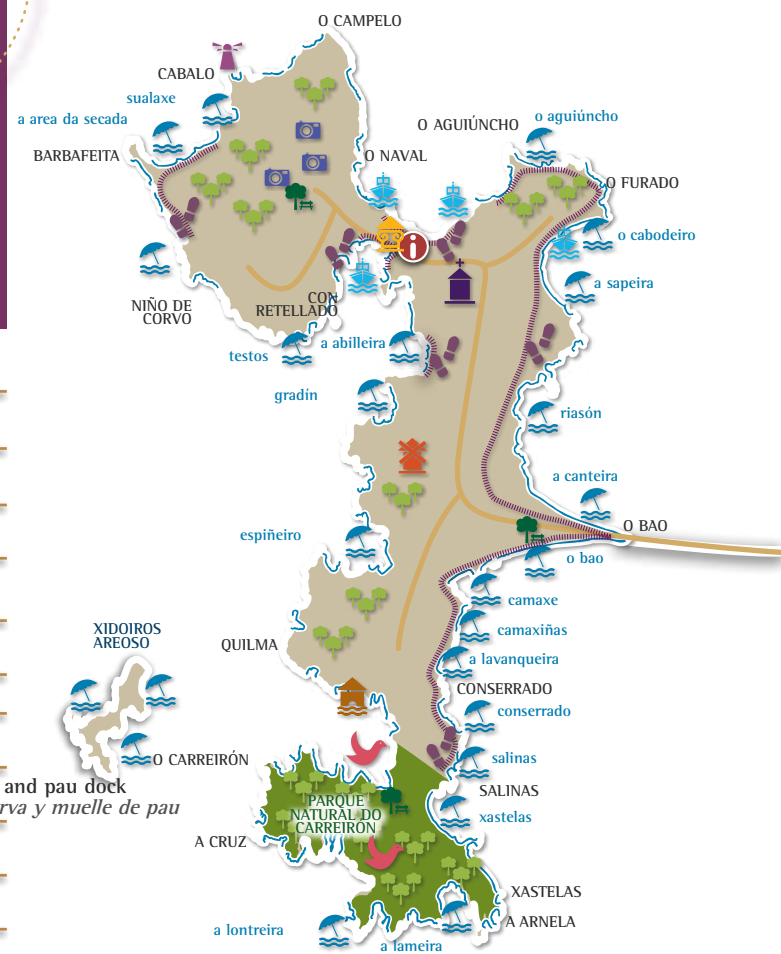 O CAMPELO
CABALO
sualaxe
a area da secada
O AGUIÚNCHO
o aguiúncho
BARBAFEITA
O NAVAL
O FURADO
o cabodeiro
a sapeira
NIÑO DE
CORVO
CON
RETELLADO
testos
a abilleira
gradín
riasón
a canteira
O BAO
espiñeiro
o bao
camaxe
camaxiñas
XIDOIROS
AREOSO
QUILMA
a lavanqueira
CONSERRADO
conserrado
O CARREIRÓN
salinas
and pau dock
rva y muelle de pau
SALINAS
PARQUE
NATURAL DO
CARREIRÓN
xastelas
A CRUZ
XASTELAS
A ARNELA
a lontreira
a lameira